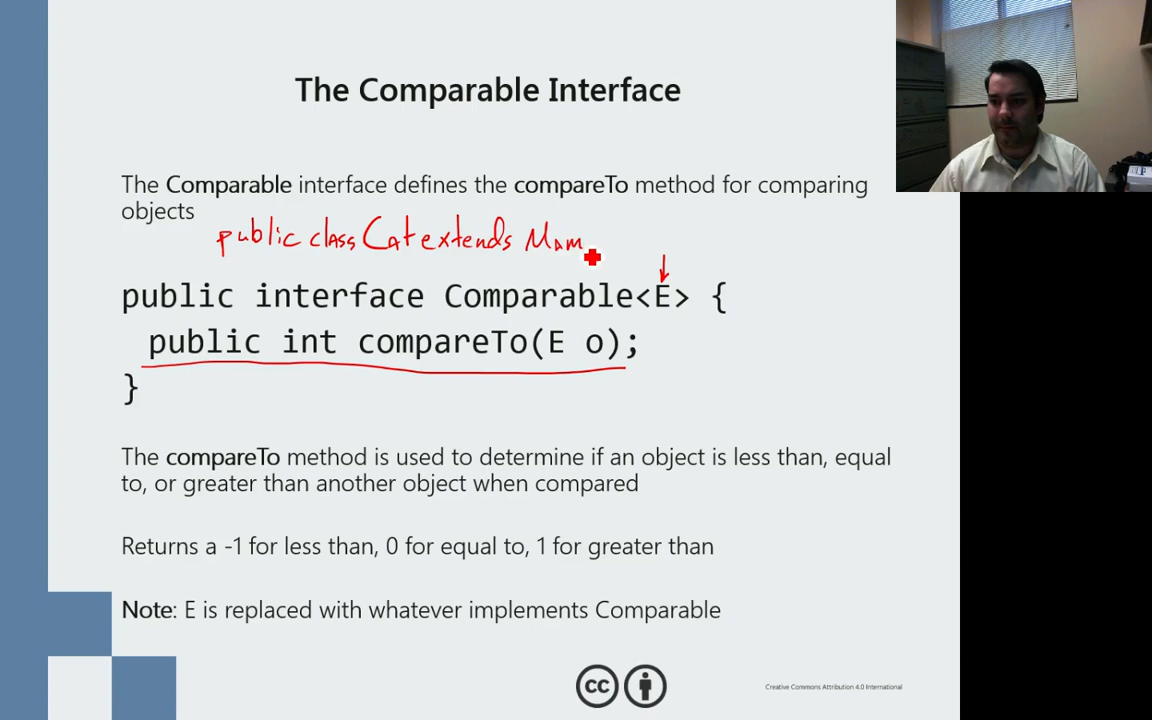 The Comparable Interface
The Comparable interface defines the compareTo method for comparing
objects
public class Cat extends Mam
public interface Comparable<E> {
public int compareTo(E o);
}
The compareTo method is used to determine if an object is less than, equal
to, or greater than another object when compared
Returns a -1 for less than, 0 for equal to, 1 for greater than
Note: E is replaced with whatever implements Comparable
cc
Creative Commons Attribution 4.0 International